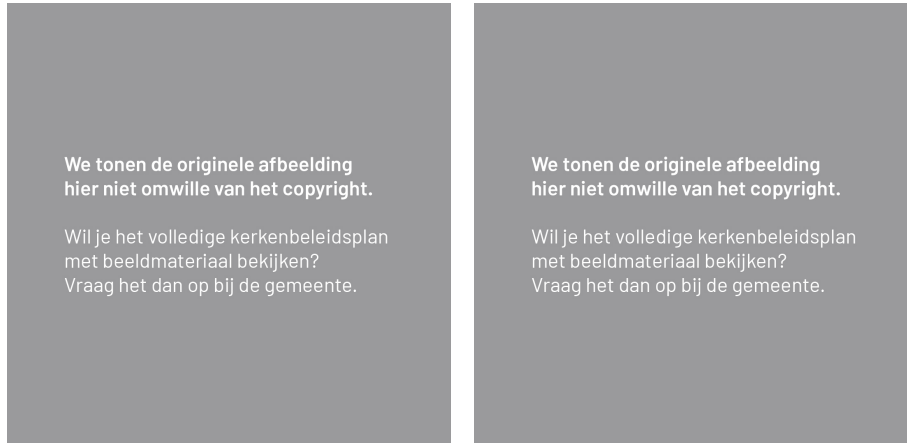 We tonen de originele afbeelding
hier niet omwille van het copyright.
Wil je het volledige kerkenbeleidsplan
met beeldmateriaal bekijken?
Vraag het dan op bij de gemeente.
We tonen de originele afbeelding
hier niet omwille van het copyright.
Wil je het volledige kerkenbeleidsplan
met beeldmateriaal bekijken?
Vraag het dan op bij de gemeente.